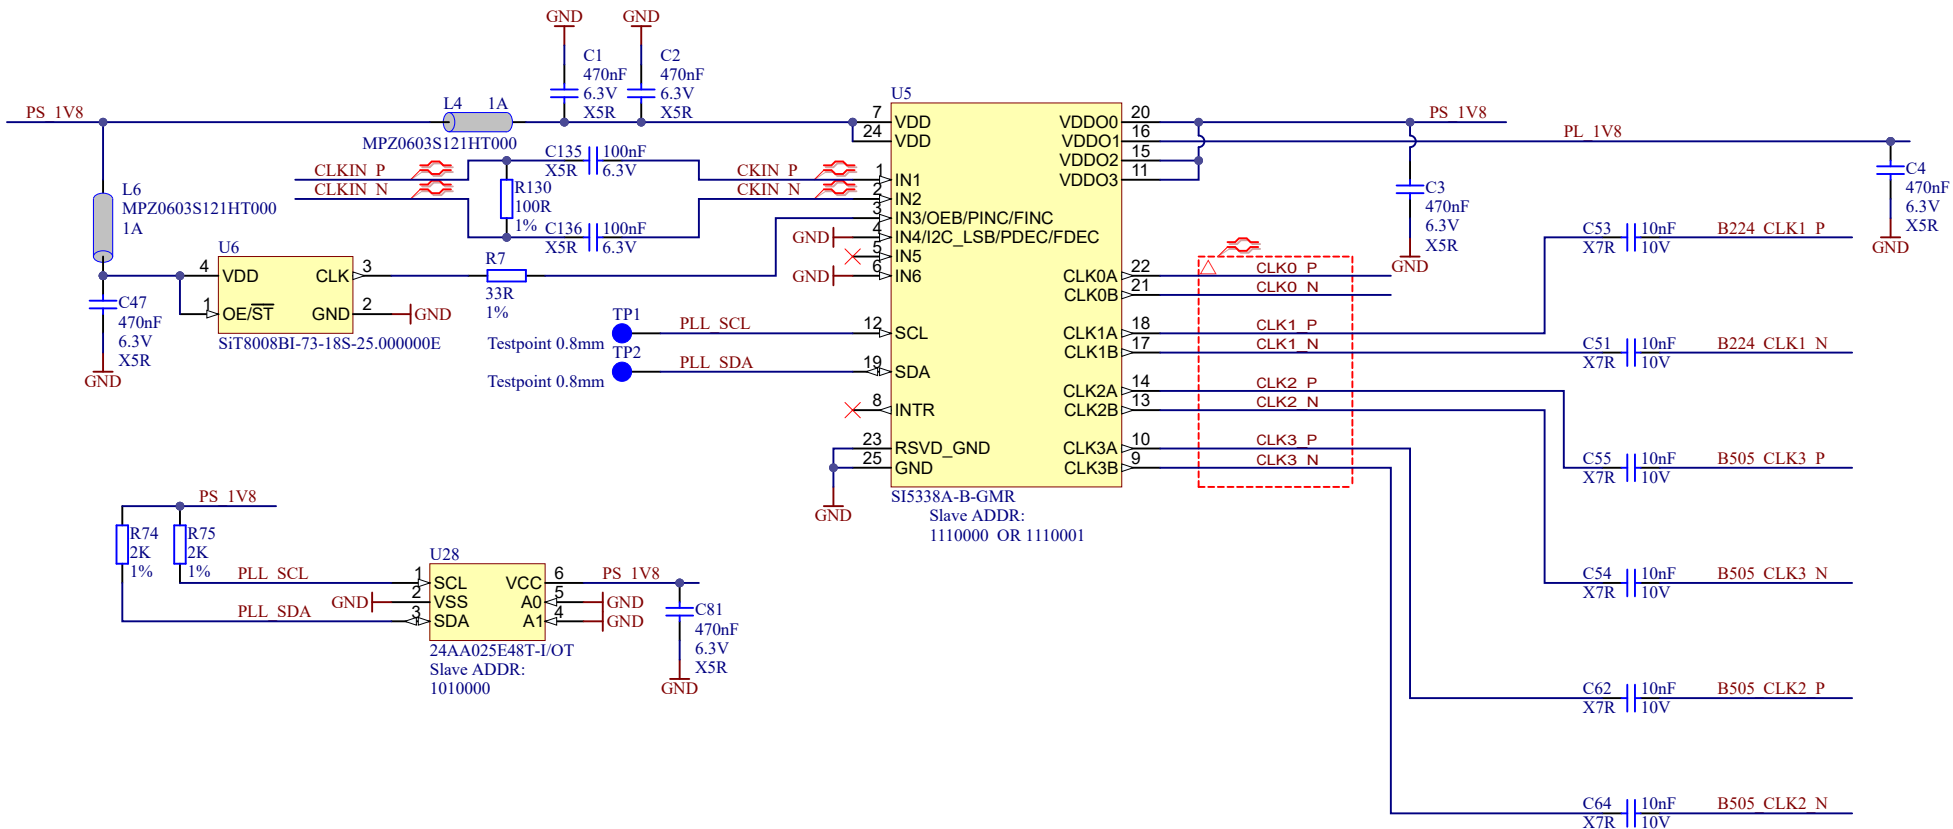 GND
GND
C1
470nF
6.3V
X5R
C2
470nF
6.3V
X5R
PS_1V8
L4 1A
MPZ0603S121HT000
CLKIN_P
CLKIN_N
C135 100nF
X5R 6.3V
R130
100R
1%
C136 100nF
X5R 6.3V
CKIN_P
CKIN_N
L6
MPZ0603S121HT000
1A
U6
4 VDD
1 OE/ST
CLK 3
GND 2
GND
SiT8008BI-73-18S-25.000000E
C47
470nF
6.3V
X5R
GND
R7
33R
1%
TP1
Testpoint 0.8mm
PLL_SCL
TP2
Testpoint 0.8mm
PLL_SDA
U5
7 VDD
24 VDD
1 IN1
2 IN2
3 IN3/OEB/PINC/FINC
GND 4 IN4/I2C_LSB/PDEC/FDEC
5 IN5
GND 6 IN6
12 SCL
19 SDA
8 INTR
23 RSVD_GND
25 GND
GND
VDDO0 20
VDDO1 16
VDDO2 15
VDDO3 11
CLK0A 22
CLK0B 21
CLK1A 18
CLK1B 17
CLK2A 14
CLK2B 13
CLK3A 10
CLK3B 9
SI5338A-B-GMR
Slave ADDR:
1110000 OR 1110001
PS_1V8
PL_1V8
C3
470nF
6.3V
X5R
GND
C4
470nF
6.3V
X5R
GND
CLK0_P
CLK0_N
CLK1_P
CLK1_N
CLK2_P
CLK2_N
CLK3_P
CLK3_N
C53 10nF B224_CLK1_P
X7R 10V
C51 10nF B224_CLK1_N
X7R 10V
C55 10nF B505_CLK3_P
X7R 10V
C54 10nF B505_CLK3_N
X7R 10V
C62 10nF B505_CLK2_P
X7R 10V
C64 10nF B505_CLK2_N
X7R 10V
PS_1V8
R74
2K
1%
R75
2K
1%
PLL_SCL
PLL_SDA
U28
1 SCL
GND 2 VSS
3 SDA
VCC 6
A0 5 GND
A1 4 GND
PS_1V8
24AA025E48T-I/OT
Slave ADDR:
1010000
C81
470nF
6.3V
X5R
GND